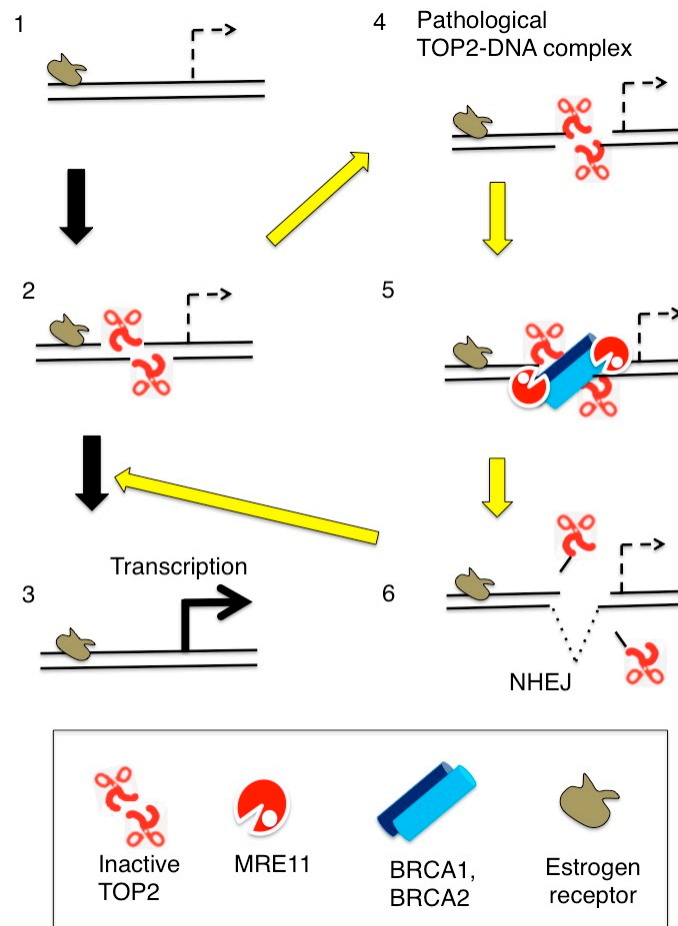 1
4
Pathological
TOP2-DNA complex
2
5
Transcription
3
6
NHEJ
Inactive
TOP2
MRE11
BRCA1,
BRCA2
Estrogen
receptor